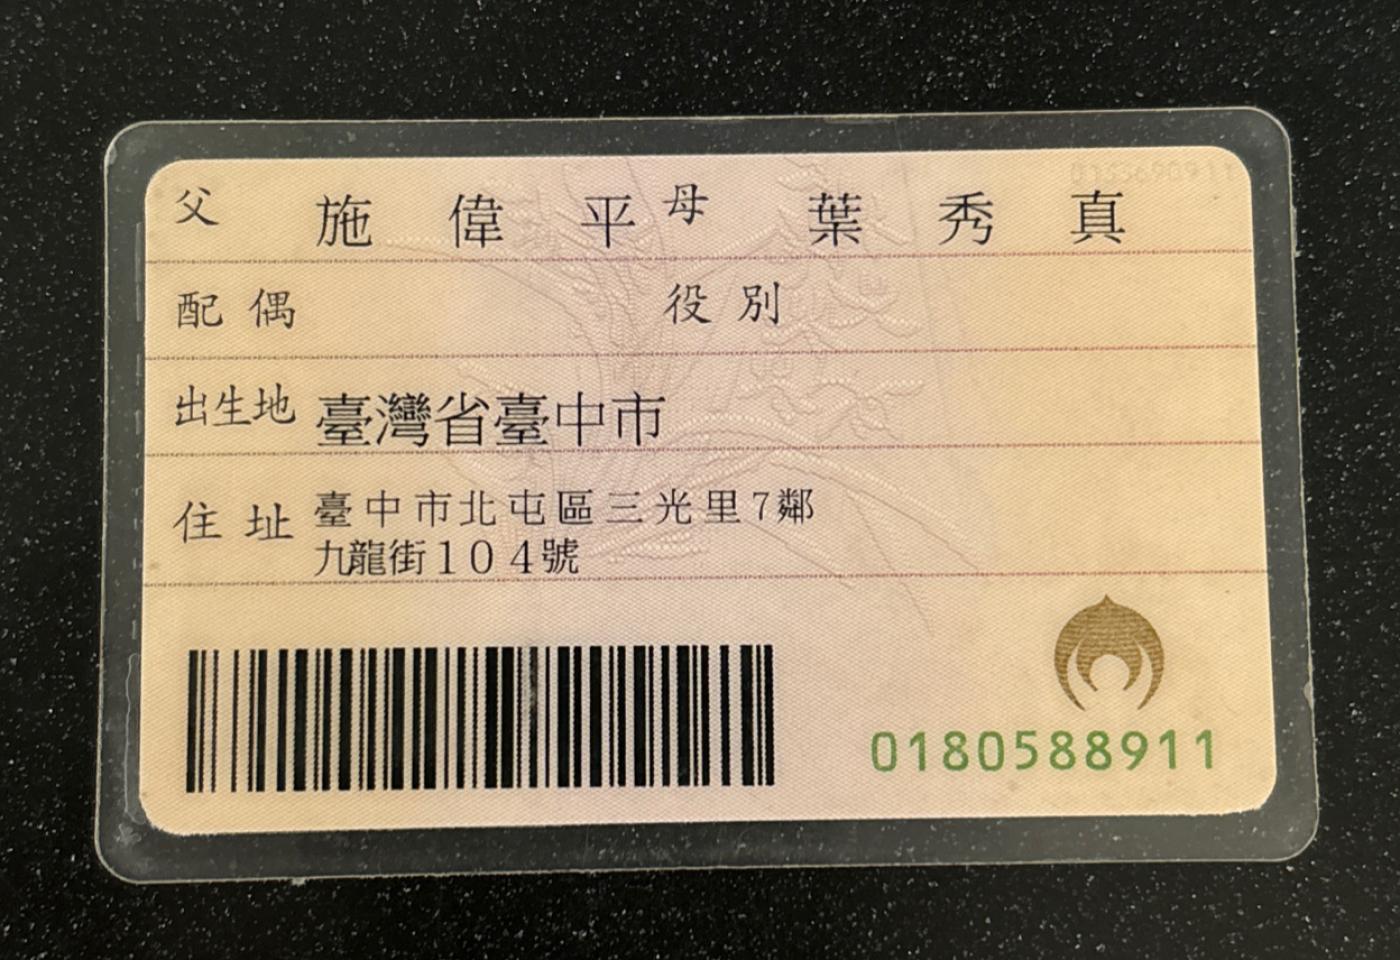 父 施偉平 母 葉秀真
配偶 役別
出生地 臺灣省臺中市
住址 臺中市北屯區三光里7鄰
九龍街104號
0180588911